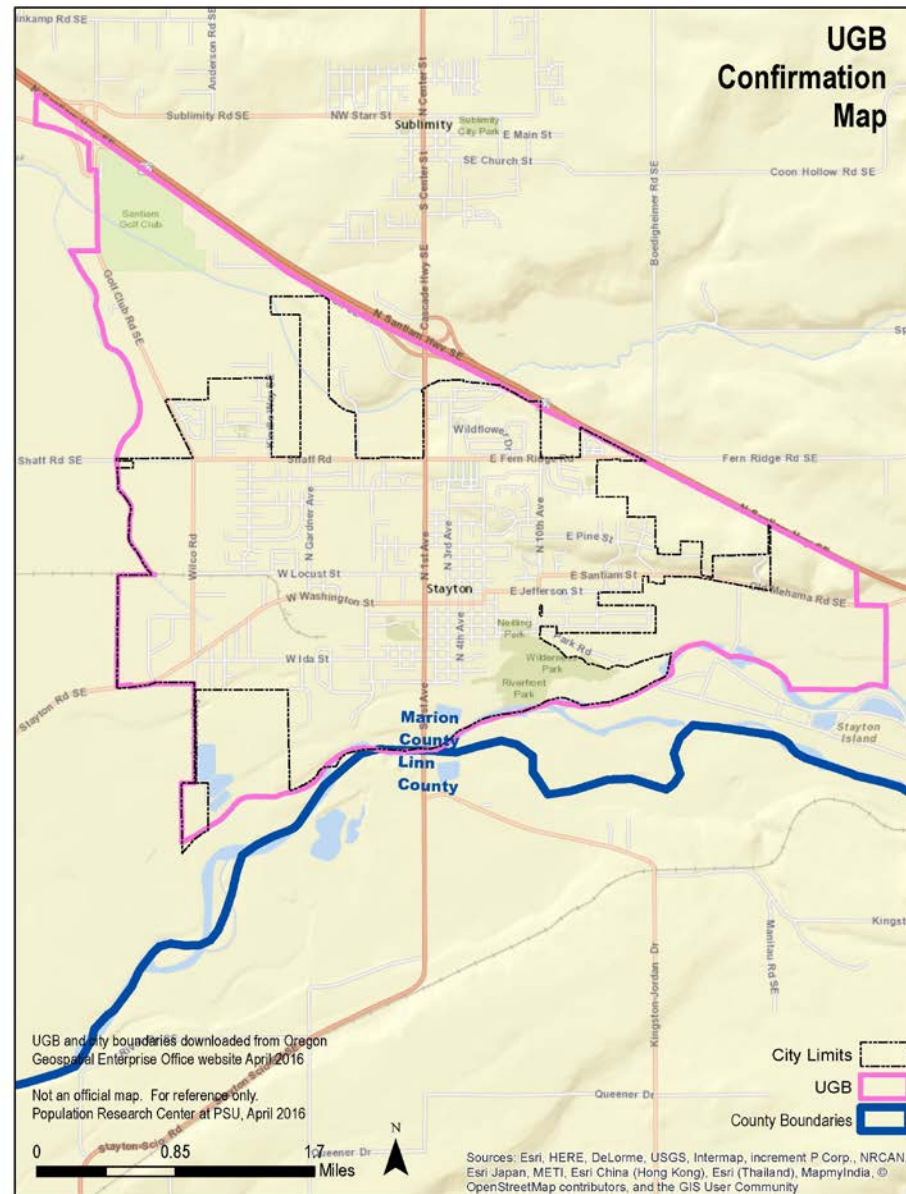 UGB
Confirmation
Map
Anderson Rd SE
Sublimity Rd SE
NW Starr St
N Center St
Sublimity
Sublimity
City Park
E Main St
SE Church St
S Center St
Coon Hollow Rd SE
Boedigheimer Rd SE
Santiam
Golf Club
Golf Club Rd SE
Cascade Hwy SE
N Santiam Hwy SE
Wildflower Dr
Shaff Rd SE
Shaff Rd
E Fern Ridge Rd
Fern Ridge Rd SE
N Gardner Ave
N 1st Ave
N 3rd Ave
N 10th Ave
E Pine St
Wilco Rd
W Locust St
E Santiam St
W Washington St
Stayton
E Jefferson St
Old Mehama Rd SE
N 4th Ave
Park Rd
W Ida St
Wilderness
Park
Riverfront
Park
Stayton Rd SE
Marion
County
Linn
County
Stayton
Island
Kingston-Jordan Dr
Manitau Rd SE
UGB and city boundaries downloaded from Oregon
Geospatial Enterprise Office website April 2016
Not an official map. For reference only.
Population Research Center at PSU, April 2016
City Limits
UGB
County Boundaries
Queener Dr
Stayton-Scio Rd
Queener Dr
0 0.85 1.7
Miles
N
Sources: Esri, HERE, DeLorme, USGS, Intermap, increment P Corp., NRCAN,
Esri Japan, METI, Esri China (Hong Kong), Esri (Thailand), MapmyIndia, ©
OpenStreetMap contributors, and the GIS User Community